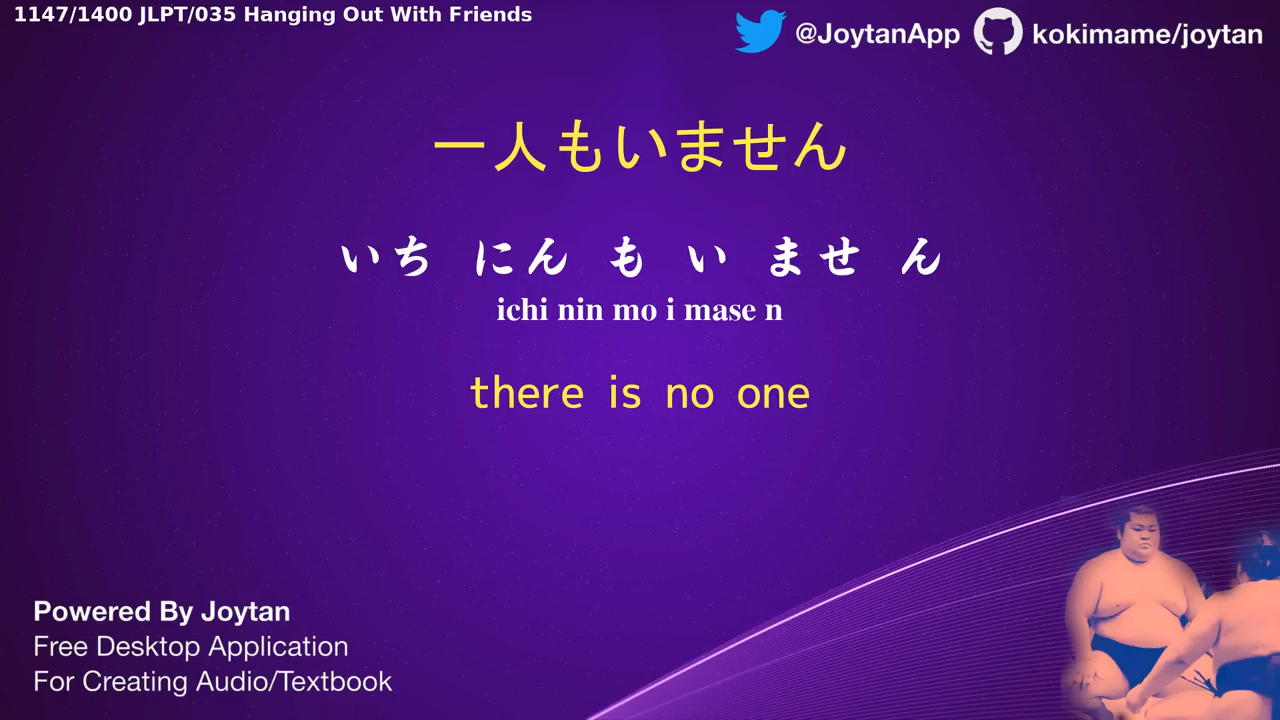 1147/1400 JLPT/035 Hanging Out With Friends
@JoytanApp kokimame/joytan
一人もいません
いち にん も い ませ ん
ichi nin mo i mase n
there is no one
Powered By Joytan
Free Desktop Application
For Creating Audio/Textbook